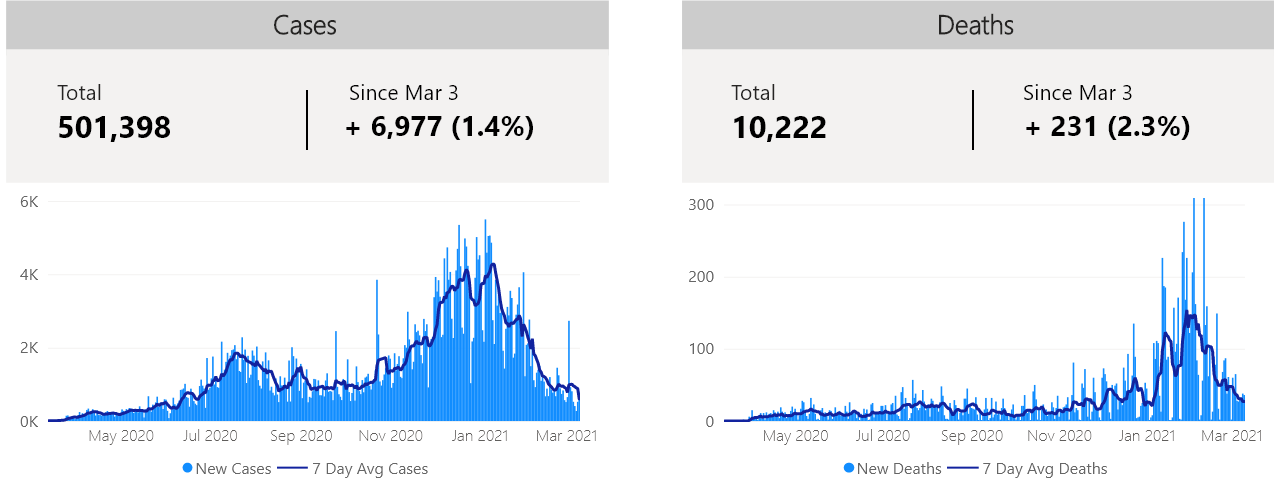 Cases
Total
Since Mar 3
501,398
+ 6,977 (1.4%)
6K
4K
2K
0K
May 2020
Jul 2020
Sep 2020
Nov 2020
Jan 2021
Mar 2021
New Cases
7 Day Avg Cases
Deaths
Total
Since Mar 3
10,222
+ 231 (2.3%)
300
200
100
0
May 2020
Jul 2020
Sep 2020
Nov 2020
Jan 2021
Mar 2021
New Deaths
7 Day Avg Deaths